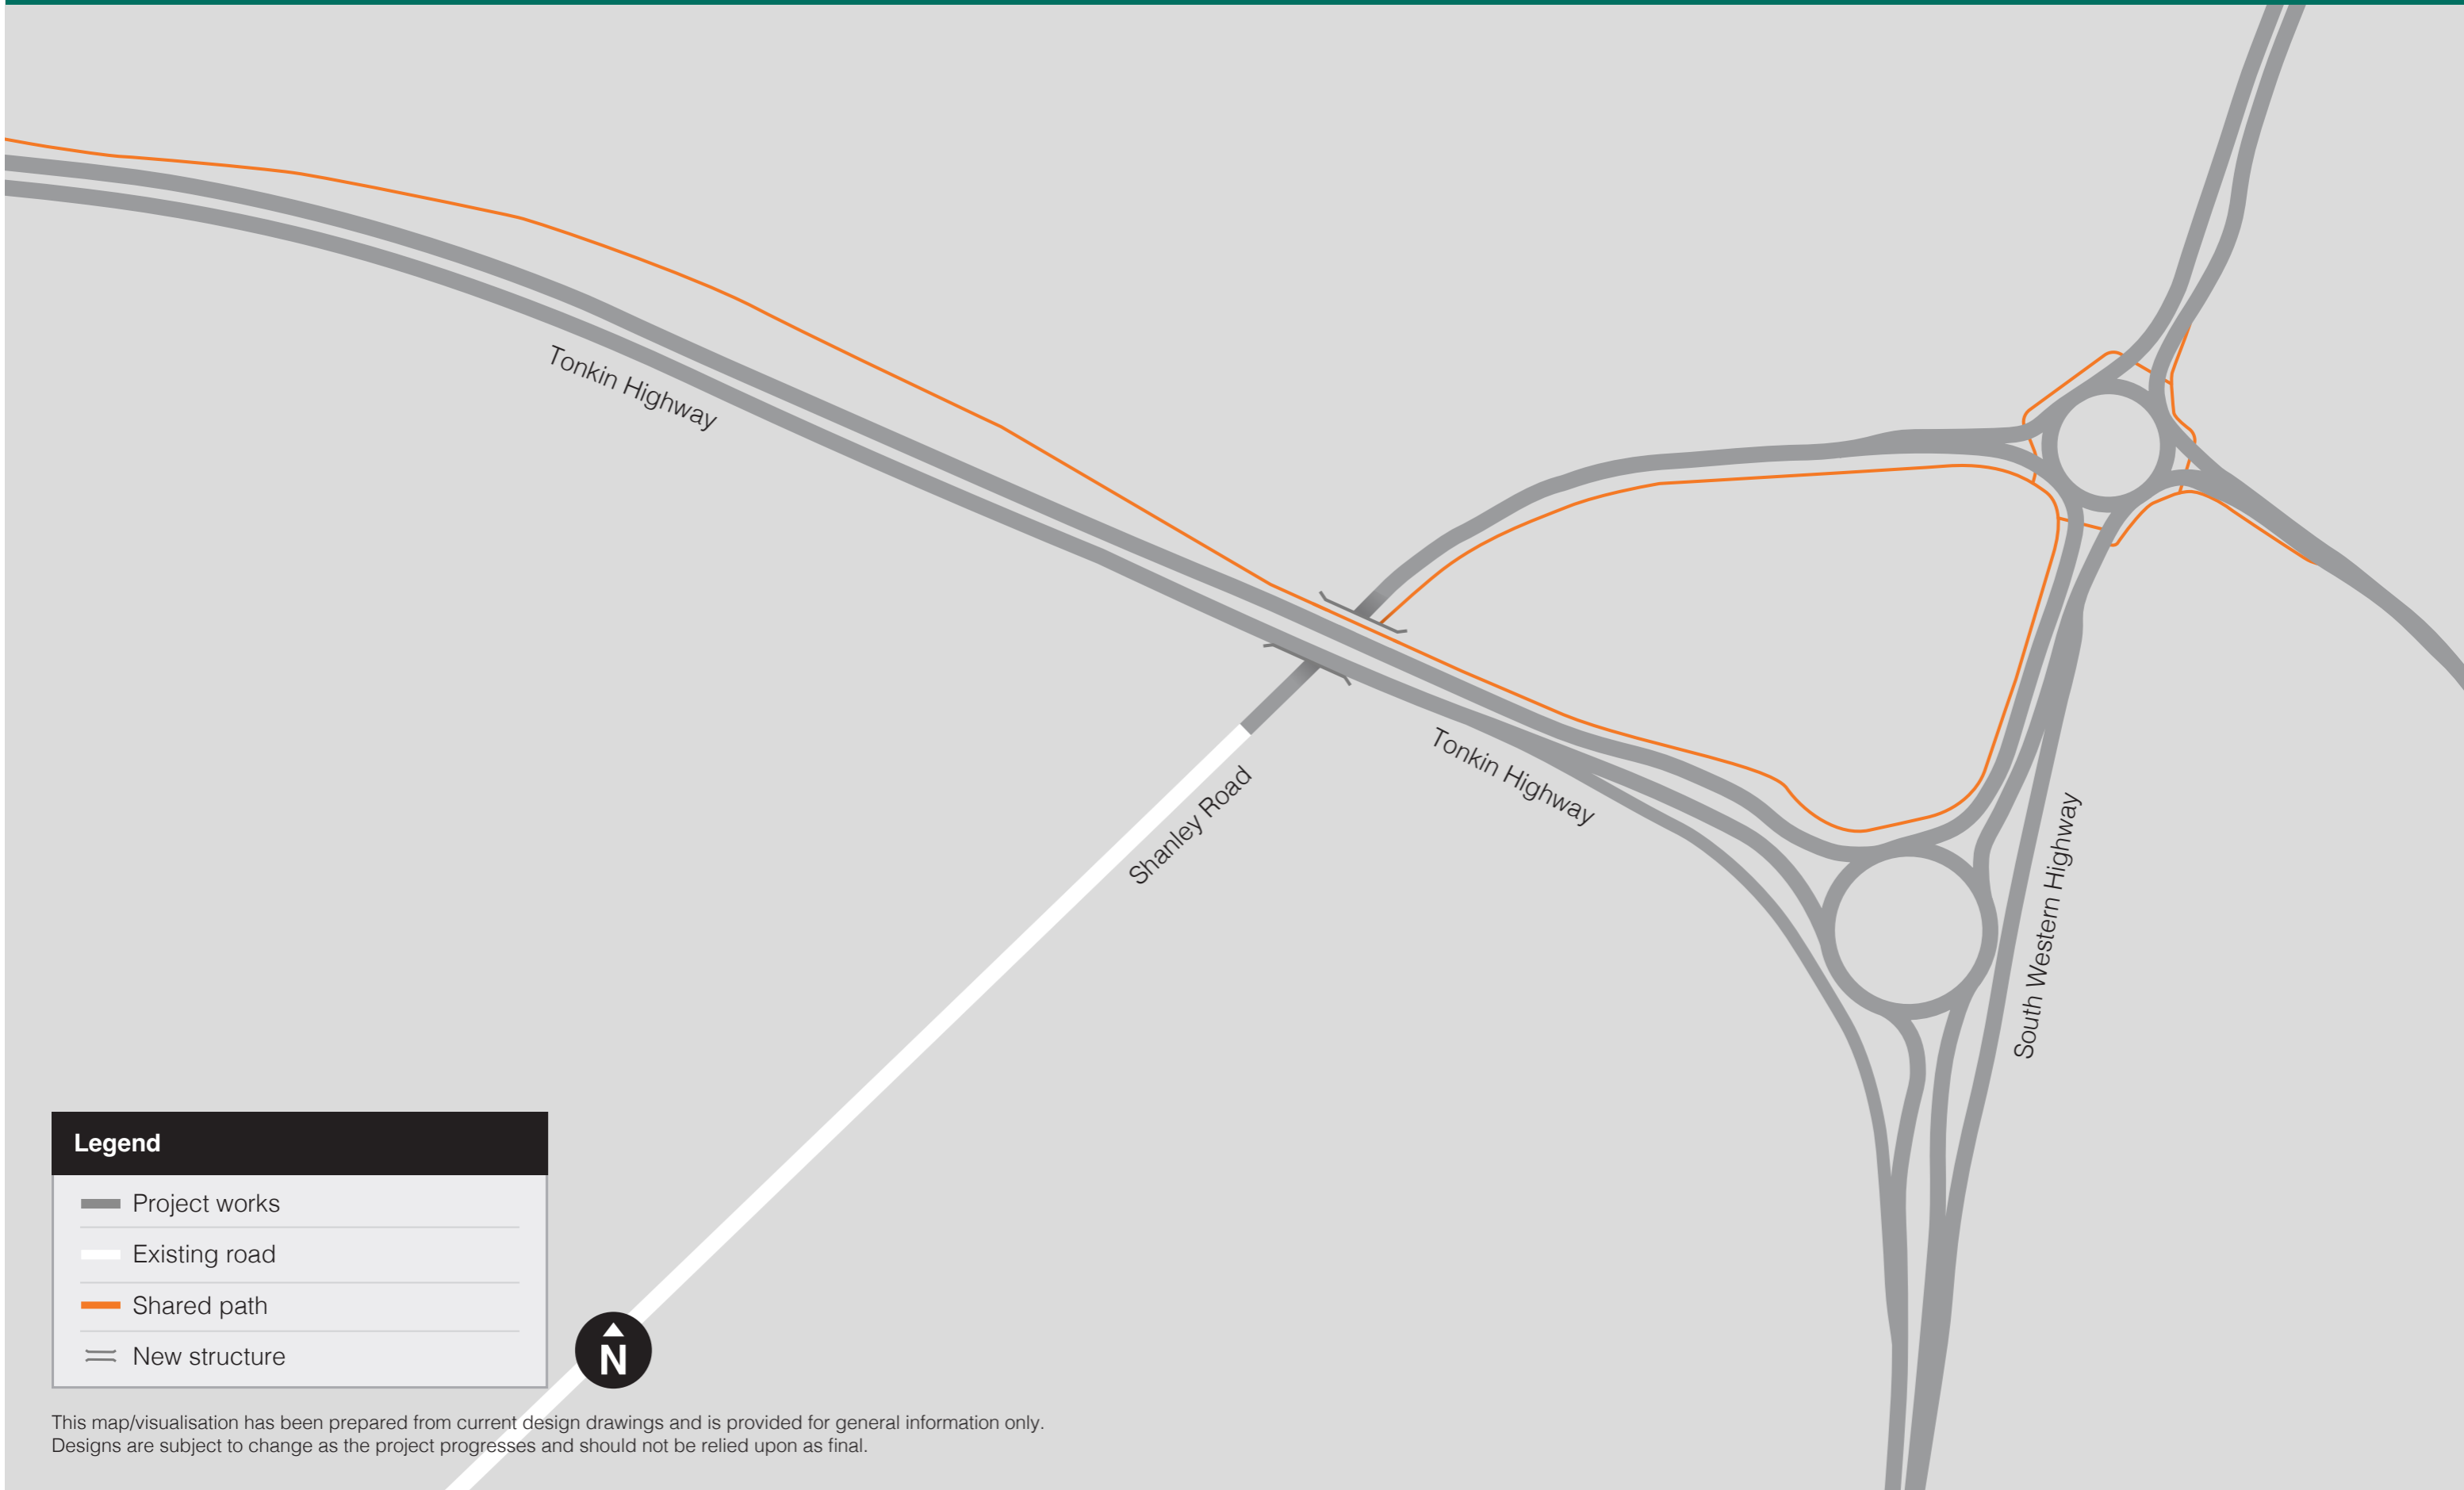 Tonkin Highway
Tonkin Highway
Shanley Road
South Western Highway
Legend
Project works
Existing road
Shared path
New structure
N
This map/visualisation has been prepared from current design drawings and is provided for general information only.
Designs are subject to change as the project progresses and should not be relied upon as final.